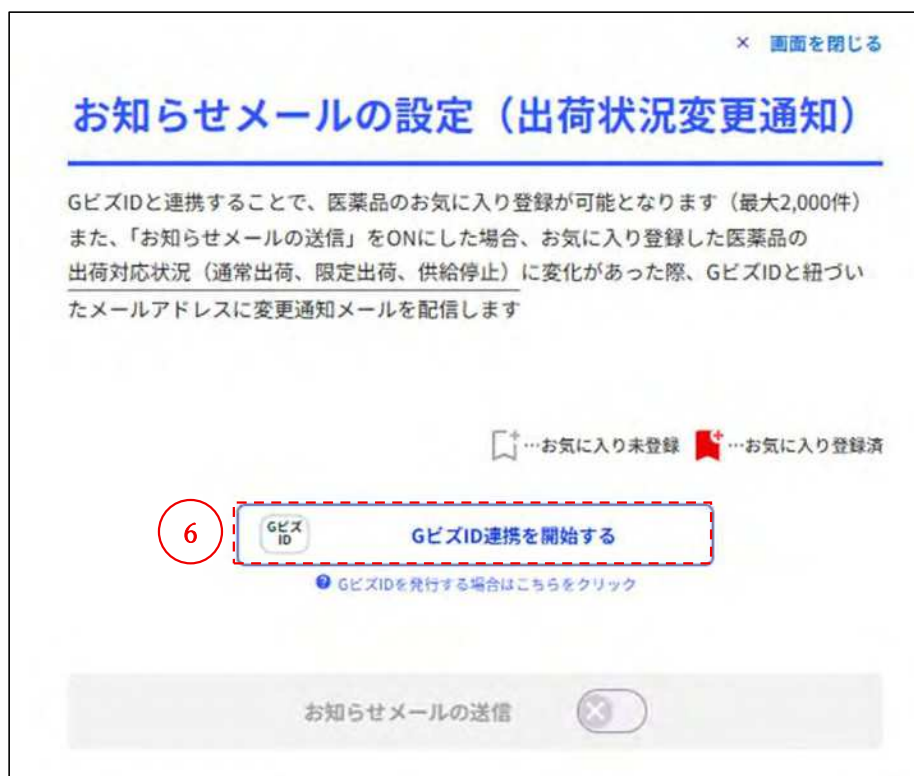 × 画面を閉じる
お知らせメールの設定（出荷状況変更通知）
GビズIDと連携することで、医薬品のお気に入り登録が可能となります（最大2,000件）
また、「お知らせメールの送信」をONにした場合、お気に入り登録した医薬品の
出荷対応状況（通常出荷、限定出荷、供給停止）に変化があった際、GビズIDと紐づい
たメールアドレスに変更通知メールを配信します
…お気に入り未登録 …お気に入り登録済
6
Gビズ
ID
GビズID連携を開始する
? GビズIDを発行する場合はこちらをクリック
お知らせメールの送信